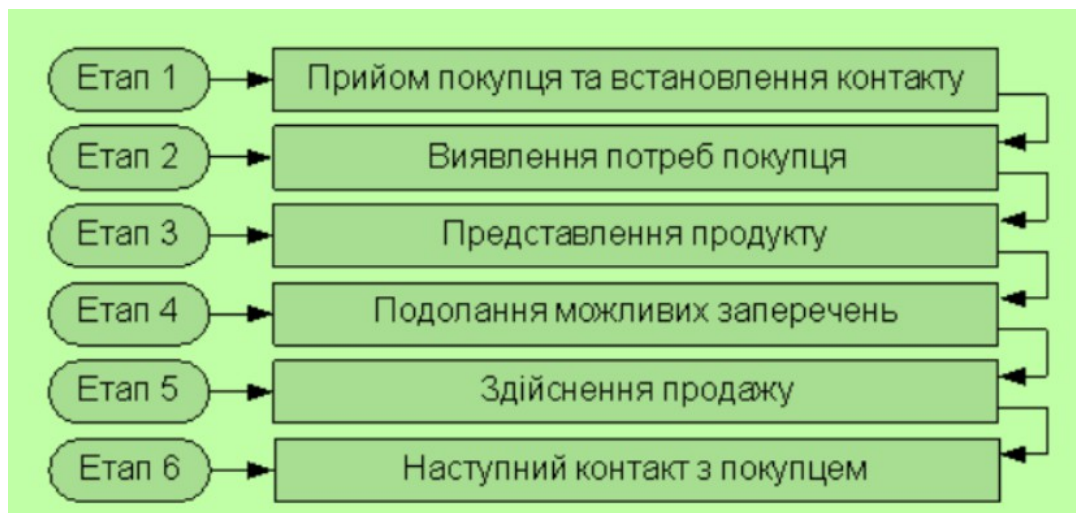 Етап 1
Прийом покупця та встановлення контакту
Етап 2
Виявлення потреб покупця
Етап 3
Представлення продукту
Етап 4
Подолання можливих заперечень
Етап 5
Здійснення продажу
Етап 6
Наступний контакт з покупцем